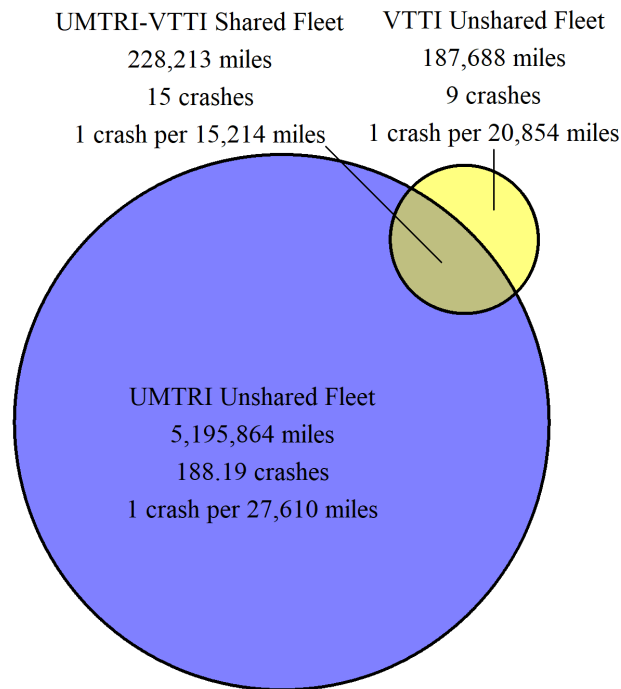 UMTRI-VTTI Shared Fleet
228,213 miles
15 crashes
1 crash per 15,214 miles
VTTI Unshared Fleet
187,688 miles
9 crashes
1 crash per 20,854 miles
UMTRI Unshared Fleet
5,195,864 miles
188.19 crashes
1 crash per 27,610 miles